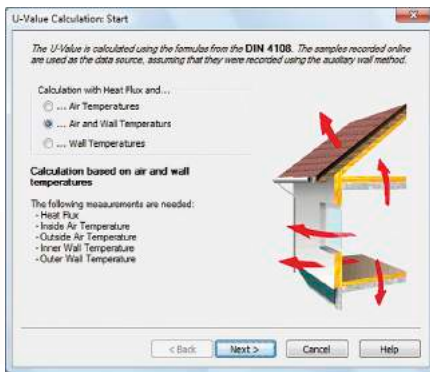 U-Value Calculation: Start
The U-Value is calculated using the formulas from the DIN 4108. The samples recorded online
are used as the data source, assuming that they were recorded using the auxiliary wall method.
Calculation with Heat Flux and...
... Air Temperatures
... Air and Wall Temperaturs
... Wall Temperatures
Calculation based on air and wall
temperatures
The following measurements are needed:
- Heat Flux
- Inside Air Temperature
- Outside Air Temperature
- Inner Wall Temperature
- Outer Wall Temperature
< Back
Next >
Cancel
Help